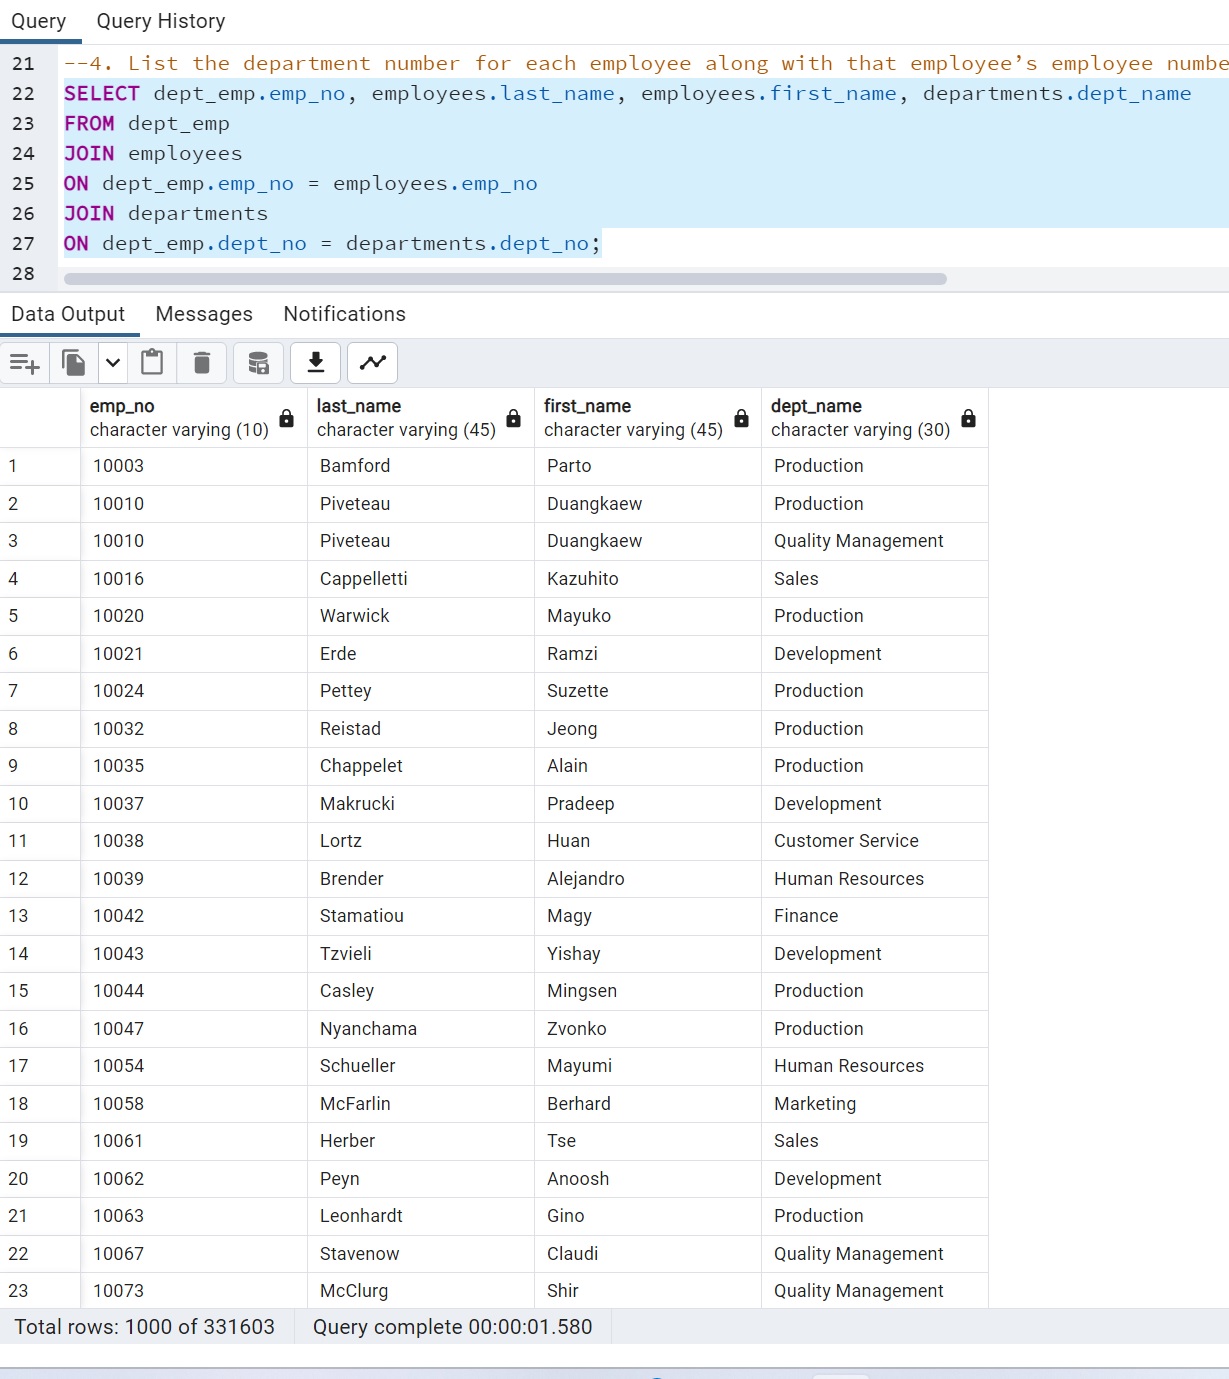 Query Query History
21 --4. List the department number for each employee along with that employee’s employee numbe
22 SELECT dept_emp.emp_no, employees.last_name, employees.first_name, departments.dept_name
23 FROM dept_emp
24 JOIN employees
25 ON dept_emp.emp_no = employees.emp_no
26 JOIN departments
27 ON dept_emp.dept_no = departments.dept_no;
28
Data Output Messages Notifications
emp_no last_name first_name dept_name
character varying (10) character varying (45) character varying (45) character varying (30)
1 10003 Bamford Parto Production
2 10010 Piveteau Duangkaew Production
3 10010 Piveteau Duangkaew Quality Management
4 10016 Cappelletti Kazuhito Sales
5 10020 Warwick Mayuko Production
6 10021 Erde Ramzi Development
7 10024 Pettey Suzette Production
8 10032 Reistad Jeong Production
9 10035 Chappelet Alain Production
10 10037 Makrucki Pradeep Development
11 10038 Lortz Huan Customer Service
12 10039 Brender Alejandro Human Resources
13 10042 Stamatiou Magy Finance
14 10043 Tzvieli Yishay Development
15 10044 Casley Mingsen Production
16 10047 Nyanchama Zvonko Production
17 10054 Schueller Mayumi Human Resources
18 10058 McFarlin Berhard Marketing
19 10061 Herber Tse Sales
20 10062 Peyn Anoosh Development
21 10063 Leonhardt Gino Production
22 10067 Stavenow Claudi Quality Management
23 10073 McClurg Shir Quality Management
Total rows: 1000 of 331603 Query complete 00:00:01.580